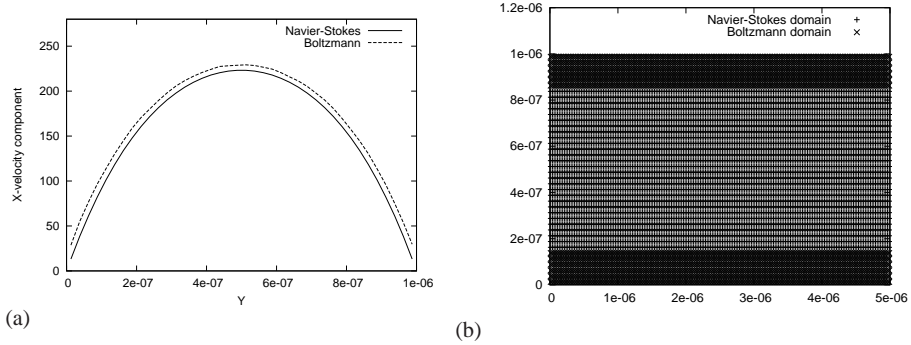 Navier-Stokes
Boltzmann
250
200
150
100
50
0
X-velocity component
0 2e-07 4e-07 6e-07 8e-07 1e-06
Y
(a)
Navier-Stokes domain
Boltzmann domain
1.2e-06
1e-06
8e-07
6e-07
4e-07
2e-07
0
0 1e-06 2e-06 3e-06 4e-06 5e-06
(b)